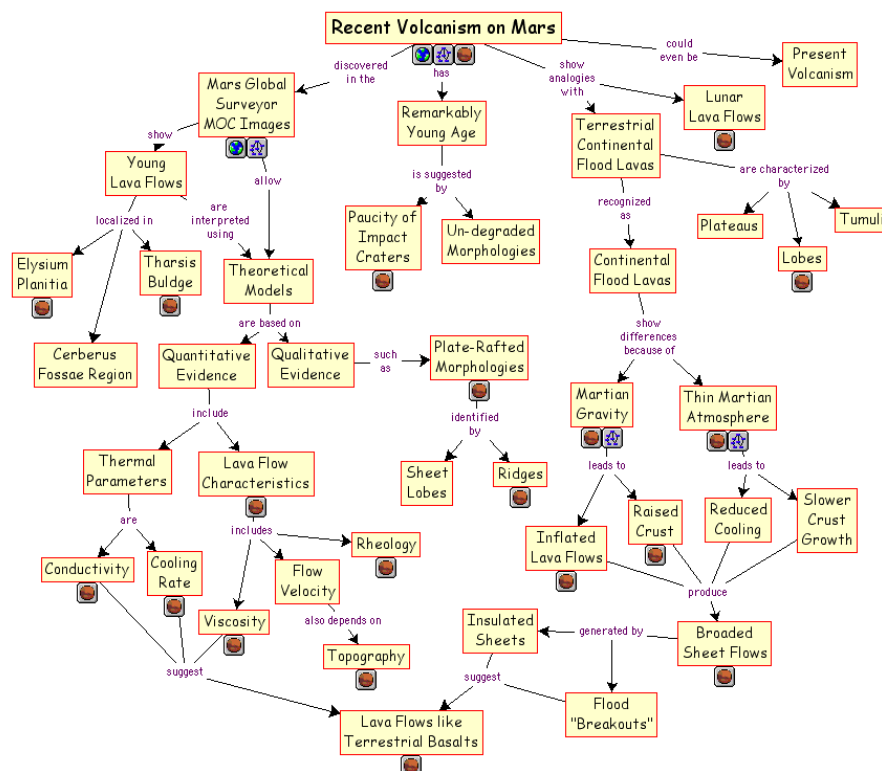 Recent Volcanism on Mars
could
even be
Present
Volcanism
discovered
in the
has
show
analogies
with
Mars Global
Surveyor
MOC Images
Remarkably
Young Age
Lunar
Lava Flows
Terrestrial
Continental
Flood Lavas
show
Young
Lava Flows
allow
is suggested
by
are characterized
by
localized in
are
interpreted
using
Paucity of
Impact
Craters
Un-degraded
Morphologies
recognized
as
Plateaus
Tumuli
Lobes
Elysium
Planitia
Tharsis
Buldge
Theoretical
Models
Continental
Flood Lavas
are based on
show
differences
because of
Cerberus
Fossae Region
Quantitative
Evidence
Qualitative
Evidence
such
as
Plate-Rafted
Morphologies
Martian
Gravity
Thin Martian
Atmosphere
include
identified
by
Thermal
Parameters
Lava Flow
Characteristics
Sheet
Lobes
Ridges
leads to
leads to
are
includes
Rheology
Inflated
Lava Flows
Raised
Crust
Reduced
Cooling
Slower
Crust
Growth
Conductivity
Cooling
Rate
Flow
Velocity
produce
Viscosity
also depends on
Topography
Insulated
Sheets
generated by
Broaded
Sheet Flows
suggest
suggest
Flood
"Breakouts"
Lava Flows like
Terrestrial Basalts